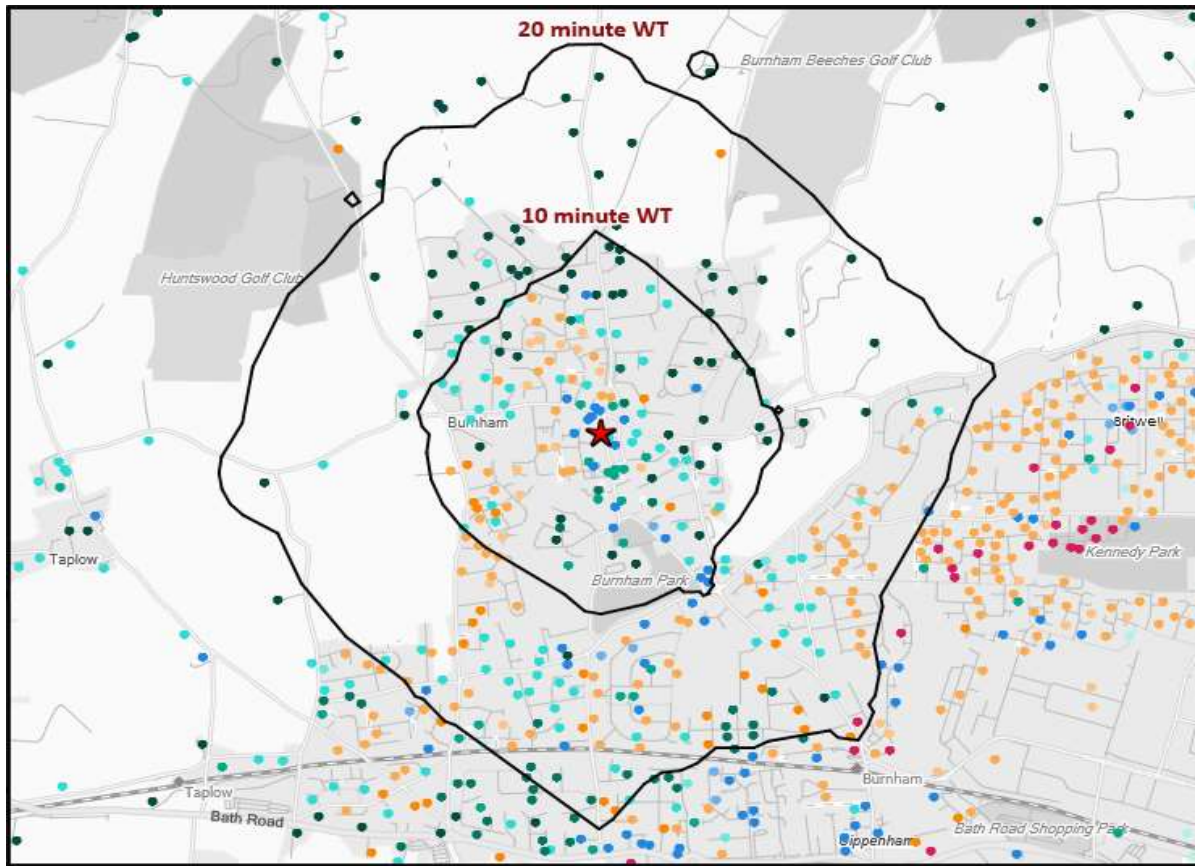 20 minute WT
Burnham Beeches Golf Club
10 minute WT
Huntswood Golf Club
Burnham
Britwell
Taplow
Kennedy Park
Burnham Park
Burnham
Taplow
Bath Road
Bath Road Shopping Park
Cippenham